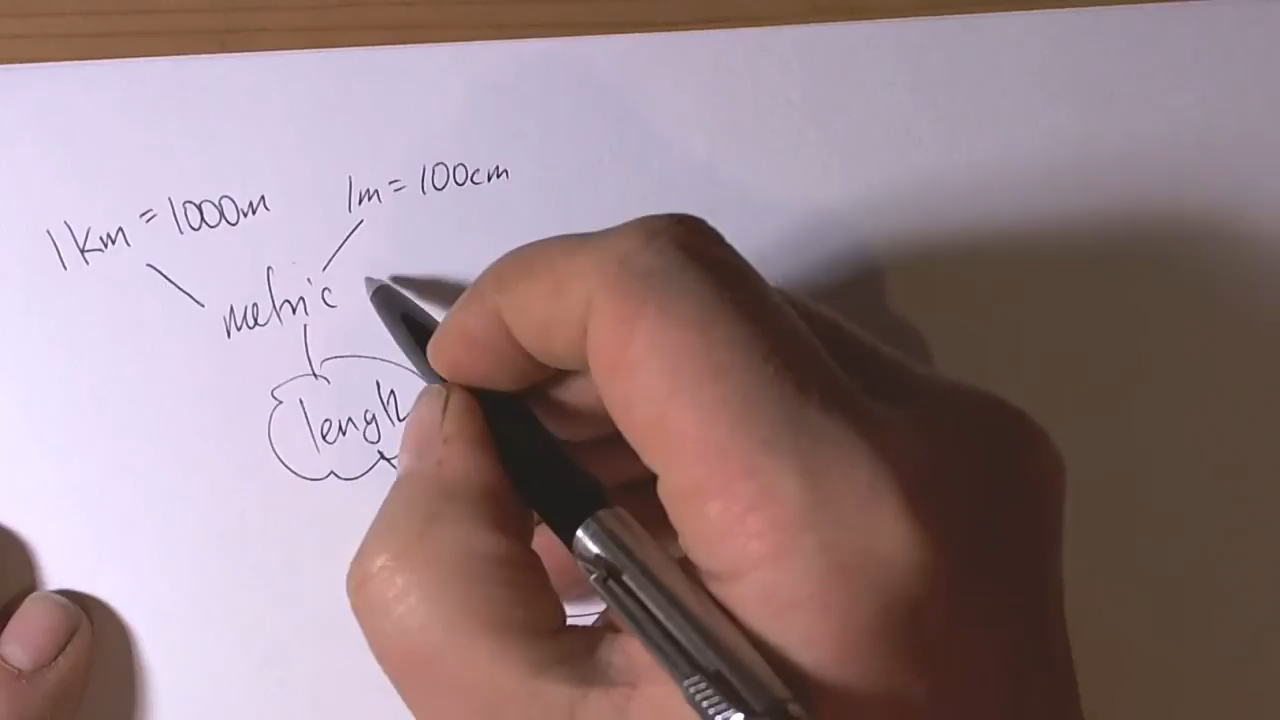 1km = 1000m
1m = 100cm
metric
length